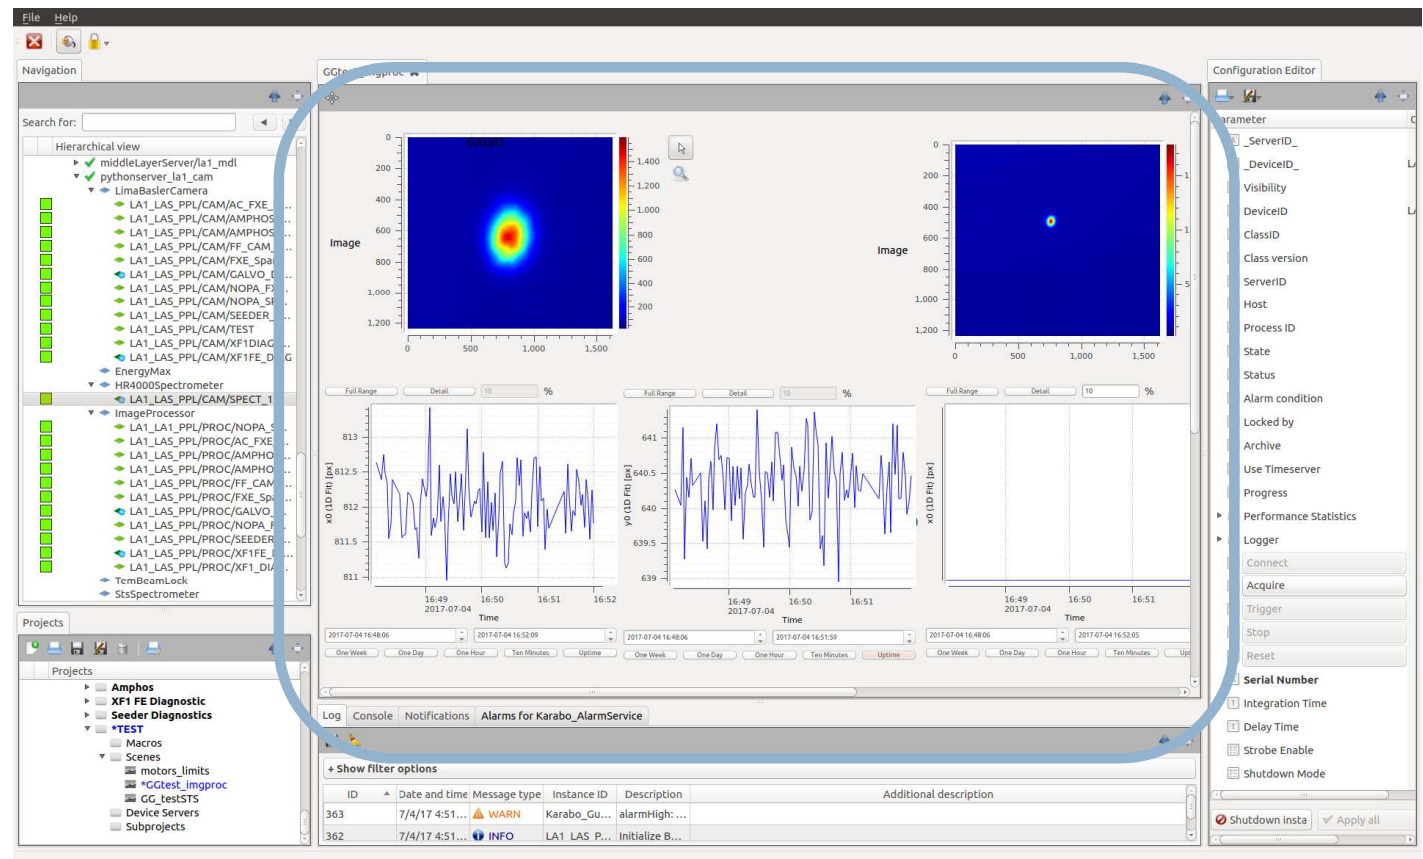 File Help
Navigation
Search for:
Hierarchical view
middleLayerServer/la1_mdl
pythonserver_la1_cam
LimaBaslerCamera
LA1_LAS_PPL/CAM/AC_FXE_
LA1_LAS_PPL/CAM/AMPHOS
LA1_LAS_PPL/CAM/AMPHOS
LA1_LAS_PPL/CAM/FF_CAM_
LA1_LAS_PPL/CAM/FXE_Spa
LA1_LAS_PPL/CAM/GALVO_D
LA1_LAS_PPL/CAM/NOPA_FX
LA1_LAS_PPL/CAM/NOPA_SP
LA1_LAS_PPL/CAM/SEEDER_
LA1_LAS_PPL/CAM/TEST
LA1_LAS_PPL/CAM/XF1DIAG
LA1_LAS_PPL/CAM/XF1FE_D G
EnergyMax
HR4000Spectrometer
LA1_LAS_PPL/CAM/SPECT_1
ImageProcessor
LA1_LA1_PPL/PROC/NOPA_S
LA1_LAS_PPL/PROC/AC_FXE
LA1_LAS_PPL/PROC/AMPHO
LA1_LAS_PPL/PROC/AMPHO
LA1_LAS_PPL/PROC/FF_CAM
LA1_LAS_PPL/PROC/FXE_Spa
LA1_LAS_PPL/PROC/GALVO_
LA1_LAS_PPL/PROC/NOPA_F
LA1_LAS_PPL/PROC/SEEDER
LA1_LAS_PPL/PROC/XF1FE_D
LA1_LAS_PPL/PROC/XF1_DIA
TemBeamLock
StsSpectrometer
Projects
Projects
Amphos
XF1 FE Diagnostic
Seeder Diagnostics
*TEST
Macros
Scenes
motors_limits
*GGtest_imgproc
GG_testSTS
Device Servers
Subprojects
GALVO
Image
0
200
400
600
800
1,000
1,200
0 500 1,000 1,500
1,400
1,200
1,000
800
600
400
200
Image
0
200
400
600
800
1,000
1,200
0 500 1,000 1,500
Full Range Detail 10 %
x0 (1D Fit) [px]
813
812.5
812
811.5
811
16:49 16:50 16:51 16:52
2017-07-04
Time
2017-07-04 16:48:06 2017-07-04 16:52:09
One Week One Day One Hour Ten Minutes Uptime
Full Range Detail 10 %
y0 (1D Fit) [px]
641
640.5
640
639.5
639
16:49 16:50 16:51
2017-07-04
Time
2017-07-04 16:48:06 2017-07-04 16:51:59
One Week One Day One Hour Ten Minutes Uptime
Full Range Detail 10 %
x0 (1D Fit) [px]
16:49 16:50 16:51
2017-07-04
Time
2017-07-04 16:48:06 2017-07-04 16:52:05
One Week One Day One Hour Ten Minutes Upt
Log Console Notifications Alarms for Karabo_AlarmService
+ Show filter options
ID Date and time Message type Instance ID Description Additional description
363 7/4/17 4:51... WARN Karabo_Gu... alarmHigh: ...
362 7/4/17 4:51... INFO LA1_LAS_P... Initialize B...
Configuration Editor
arameter
_ServerID_
_DeviceID_
Visibility
DeviceID
ClassID
Class version
ServerID
Host
Process ID
State
Status
Alarm condition
Locked by
Archive
Use Timeserver
Progress
Performance Statistics
Logger
Connect
Acquire
Trigger
Stop
Reset
Serial Number
Integration Time
Delay Time
Strobe Enable
Shutdown Mode
Shutdown insta Apply all